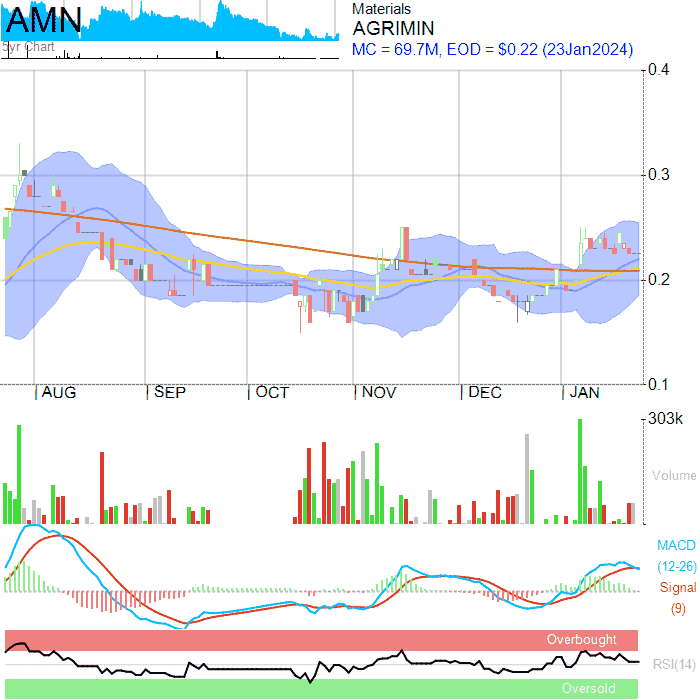 AMN
5yr Chart
Materials
AGRIMIN
MC = 69.7M, EOD = $0.22 (23Jan2024)
0.4
0.3
0.2
0.1
AUG
SEP
OCT
NOV
DEC
JAN
303k
Volume
MACD
(12-26)
Signal
(9)
Overbought
RSI(14)
Oversold